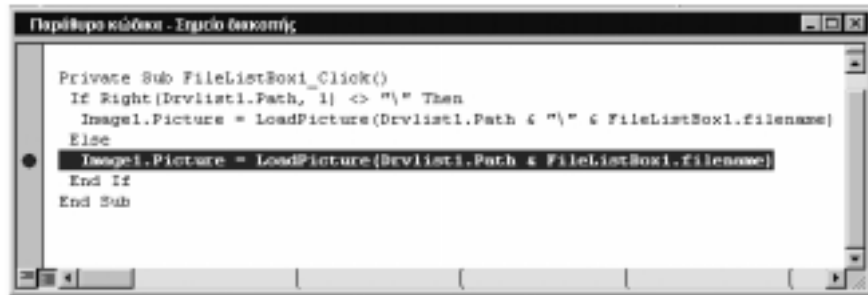 Παράθυρο κώδικα - Σημείο διακοπής
Private Sub FileListBox1_Click()
If Right(Drvlist1.Path, 1) <> "\" Then
Image1.Picture = LoadPicture(Drvlist1.Path & "\" & FileListBox1.filename)
Else
Image1.Picture = LoadPicture(Drvlist1.Path & FileListBox1.filename)
End If
End Sub